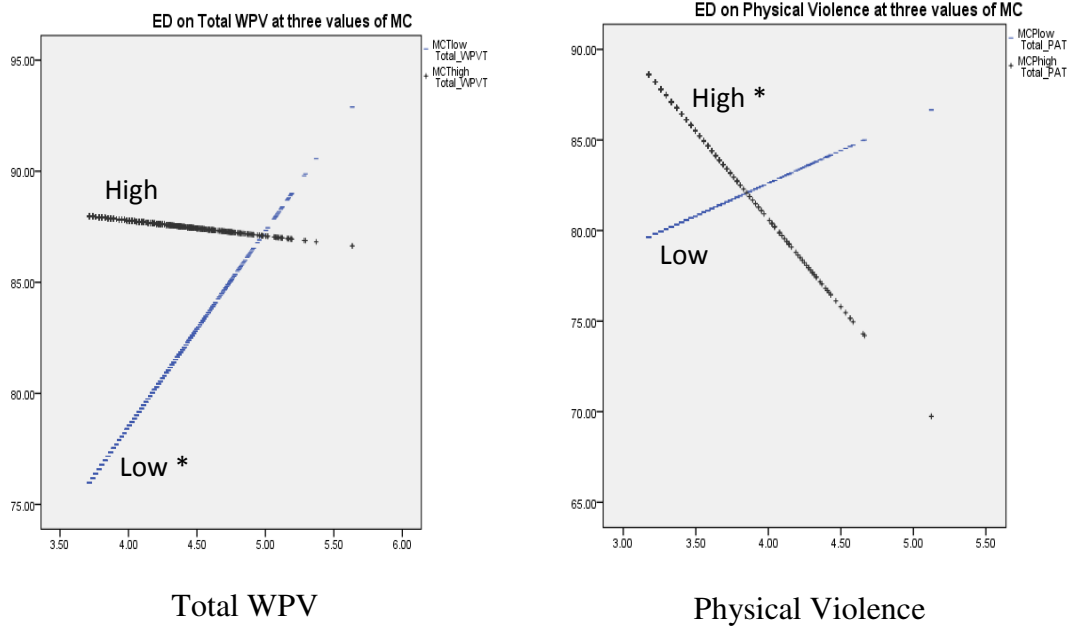 ED on Total WPV at three values of MC
MCTlow
Total_WPVT
MCThigh
Total_WPVT
95.00
90.00
85.00
80.00
75.00
High
Low *
3.50 4.00 4.50 5.00 5.50 6.00
Total WPV
ED on Physical Violence at three values of MC
MCPlow
Total_PAT
MCPhigh
Total_PAT
90.00
85.00
80.00
75.00
70.00
65.00
High *
Low
3.00 3.50 4.00 4.50 5.00 5.50
Physical Violence